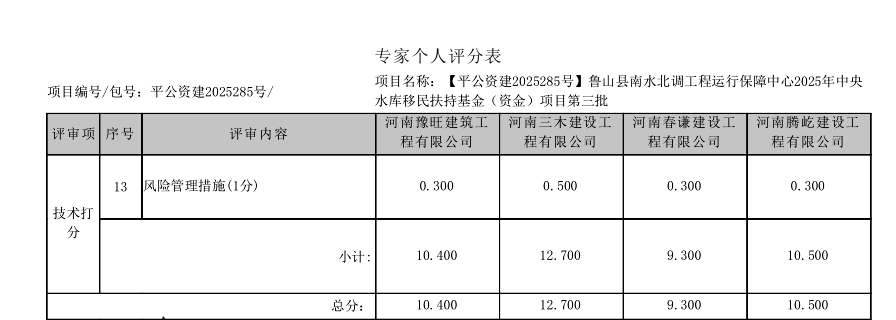 专家个人评分表
项目编号/包号：平公资建2025285号/
项目名称：【平公资建2025285号】鲁山县南水北调工程运行保障中心2025年中央
水库移民扶持基金（资金）项目第三批
评审项 序号 评审内容 河南豫旺建筑工程有限公司 河南三木建设工程有限公司 河南春谦建设工程有限公司 河南腾屹建设工程有限公司
技术打分 13 风险管理措施(1分) 0.300 0.500 0.300 0.300
小计: 10.400 12.700 9.300 10.500
总分： 10.400 12.700 9.300 10.500